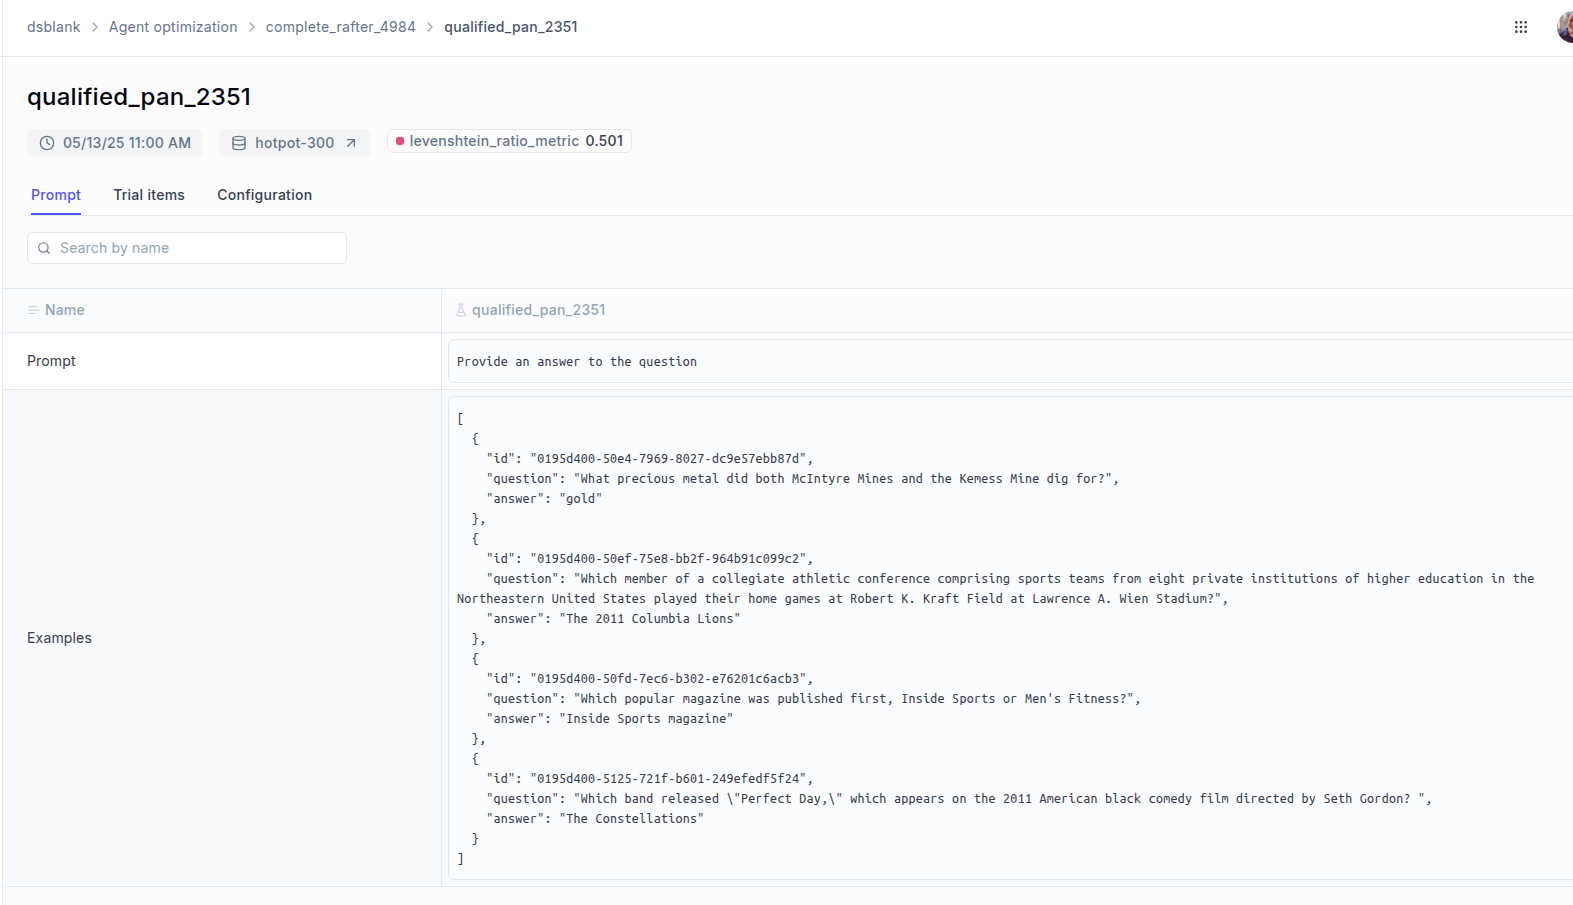 dsblank > Agent optimization > complete_rafter_4984 > qualified_pan_2351
qualified_pan_2351
05/13/25 11:00 AM hotpot-300 levenshtein_ratio_metric 0.501
Prompt Trial items Configuration
Search by name
Name qualified_pan_2351
Prompt Provide an answer to the question
Examples
[
  {
    "id": "0195d400-50e4-7969-8027-dc9e57ebb87d",
    "question": "What precious metal did both McIntyre Mines and the Kemess Mine dig for?",
    "answer": "gold"
  },
  {
    "id": "0195d400-50ef-75e8-bb2f-964b91c099c2",
    "question": "Which member of a collegiate athletic conference comprising sports teams from eight private institutions of higher education in the
Northeastern United States played their home games at Robert K. Kraft Field at Lawrence A. Wien Stadium?",
    "answer": "The 2011 Columbia Lions"
  },
  {
    "id": "0195d400-50fd-7ec6-b302-e76201c6acb3",
    "question": "Which popular magazine was published first, Inside Sports or Men's Fitness?",
    "answer": "Inside Sports magazine"
  },
  {
    "id": "0195d400-5125-721f-b601-249efedf5f24",
    "question": "Which band released \"Perfect Day,\" which appears on the 2011 American black comedy film directed by Seth Gordon? ",
    "answer": "The Constellations"
  }
]